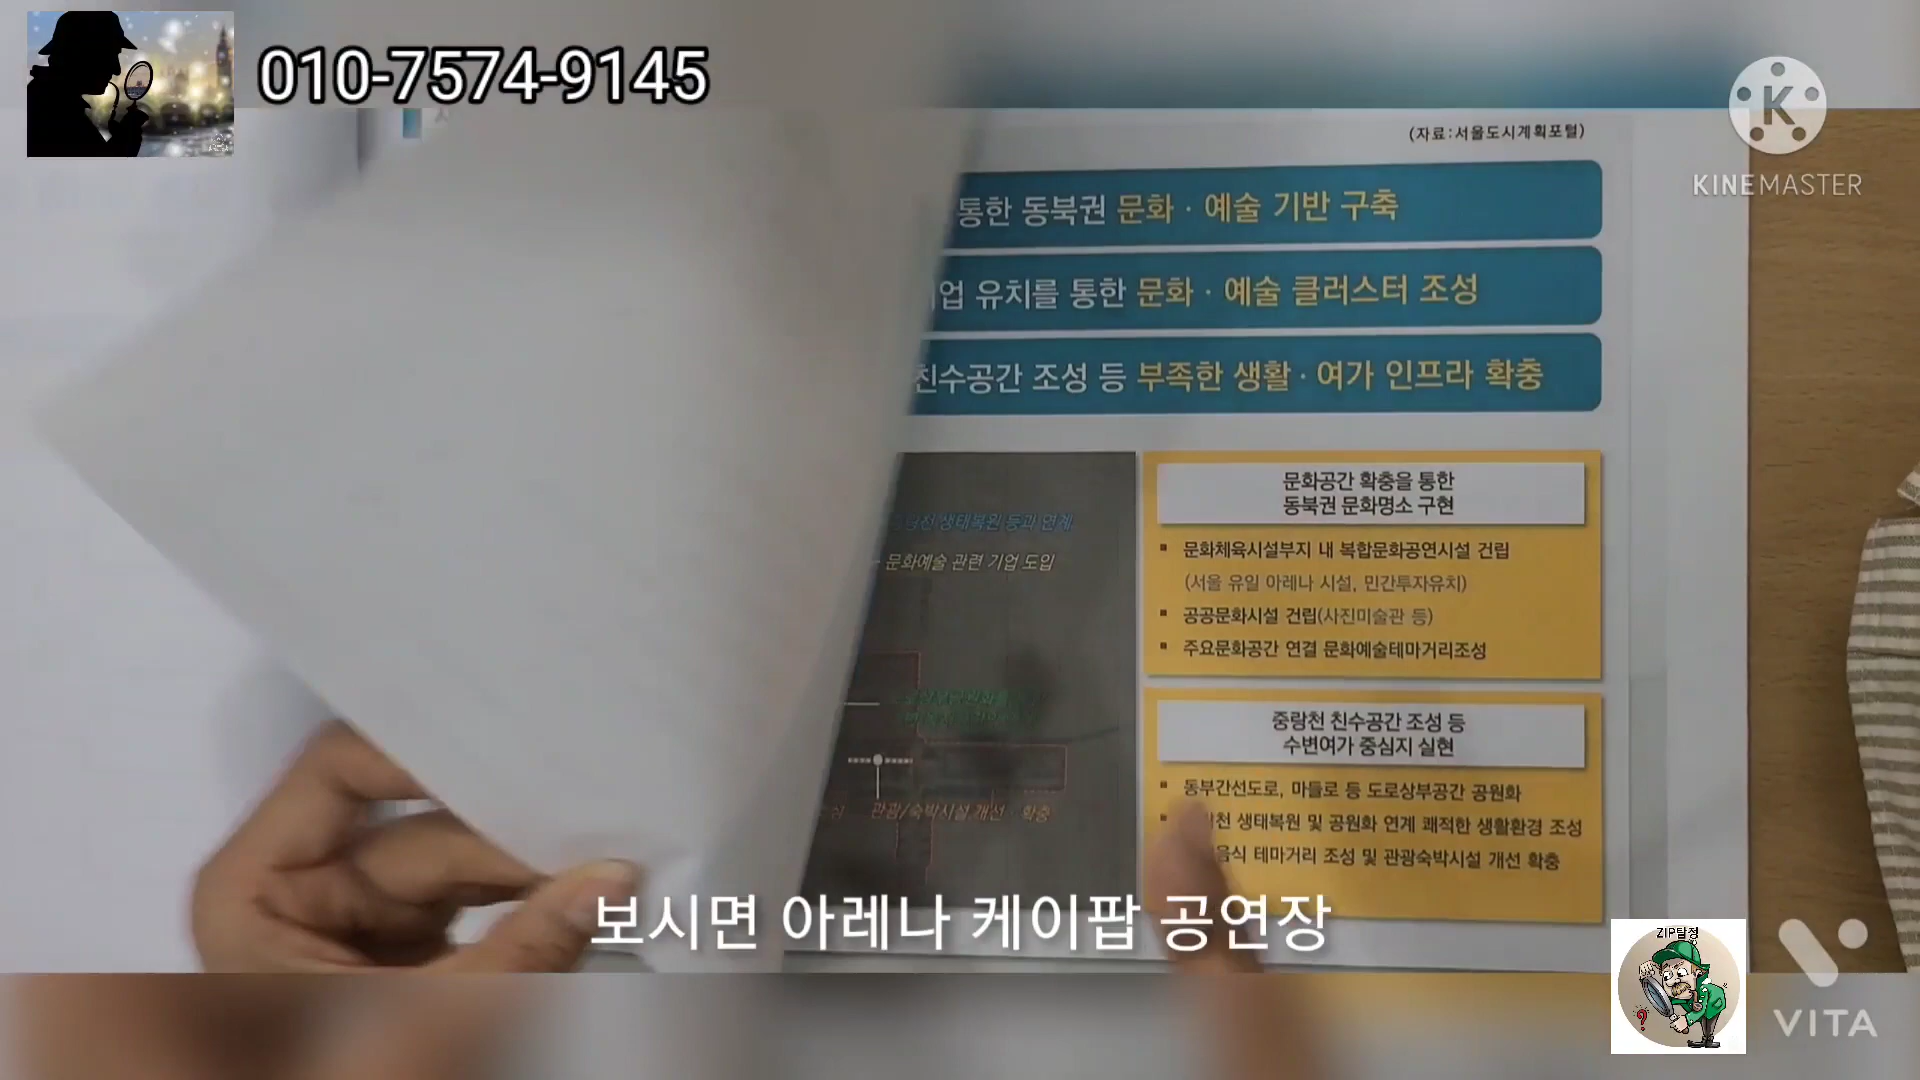 010-7574-9145
(자료:서울도시계획포털)
KINEMASTER
통한 동북권 문화·예술 기반 구축
유치를 통한 문화·예술 클러스터 조성
친수공간 조성 등 부족한 생활·여가 인프라 확충
생태복원 등과 연계
문화예술 관련 기업 도입
관광/숙박시설 개선·확충
문화공간 확충을 통한
동북권 문화명소 구현
문화체육시설부지 내 복합문화공연시설 건립
(서울 유일 아레나 시설, 민간투자유치)
공공문화시설 건립(사진미술관 등)
주요문화공간 연결 문화예술테마거리조성
중랑천 친수공간 조성 등
수변여가 중심지 실현
동부간선도로, 마들로 등 도로상부공간 공원화
생태복원 및 공원화 연계 쾌적한 생활환경 조성
테마거리 조성 및 관광숙박시설 개선 확충
보시면 아레나 케이팝 공연장
ZIP탈정
VITA